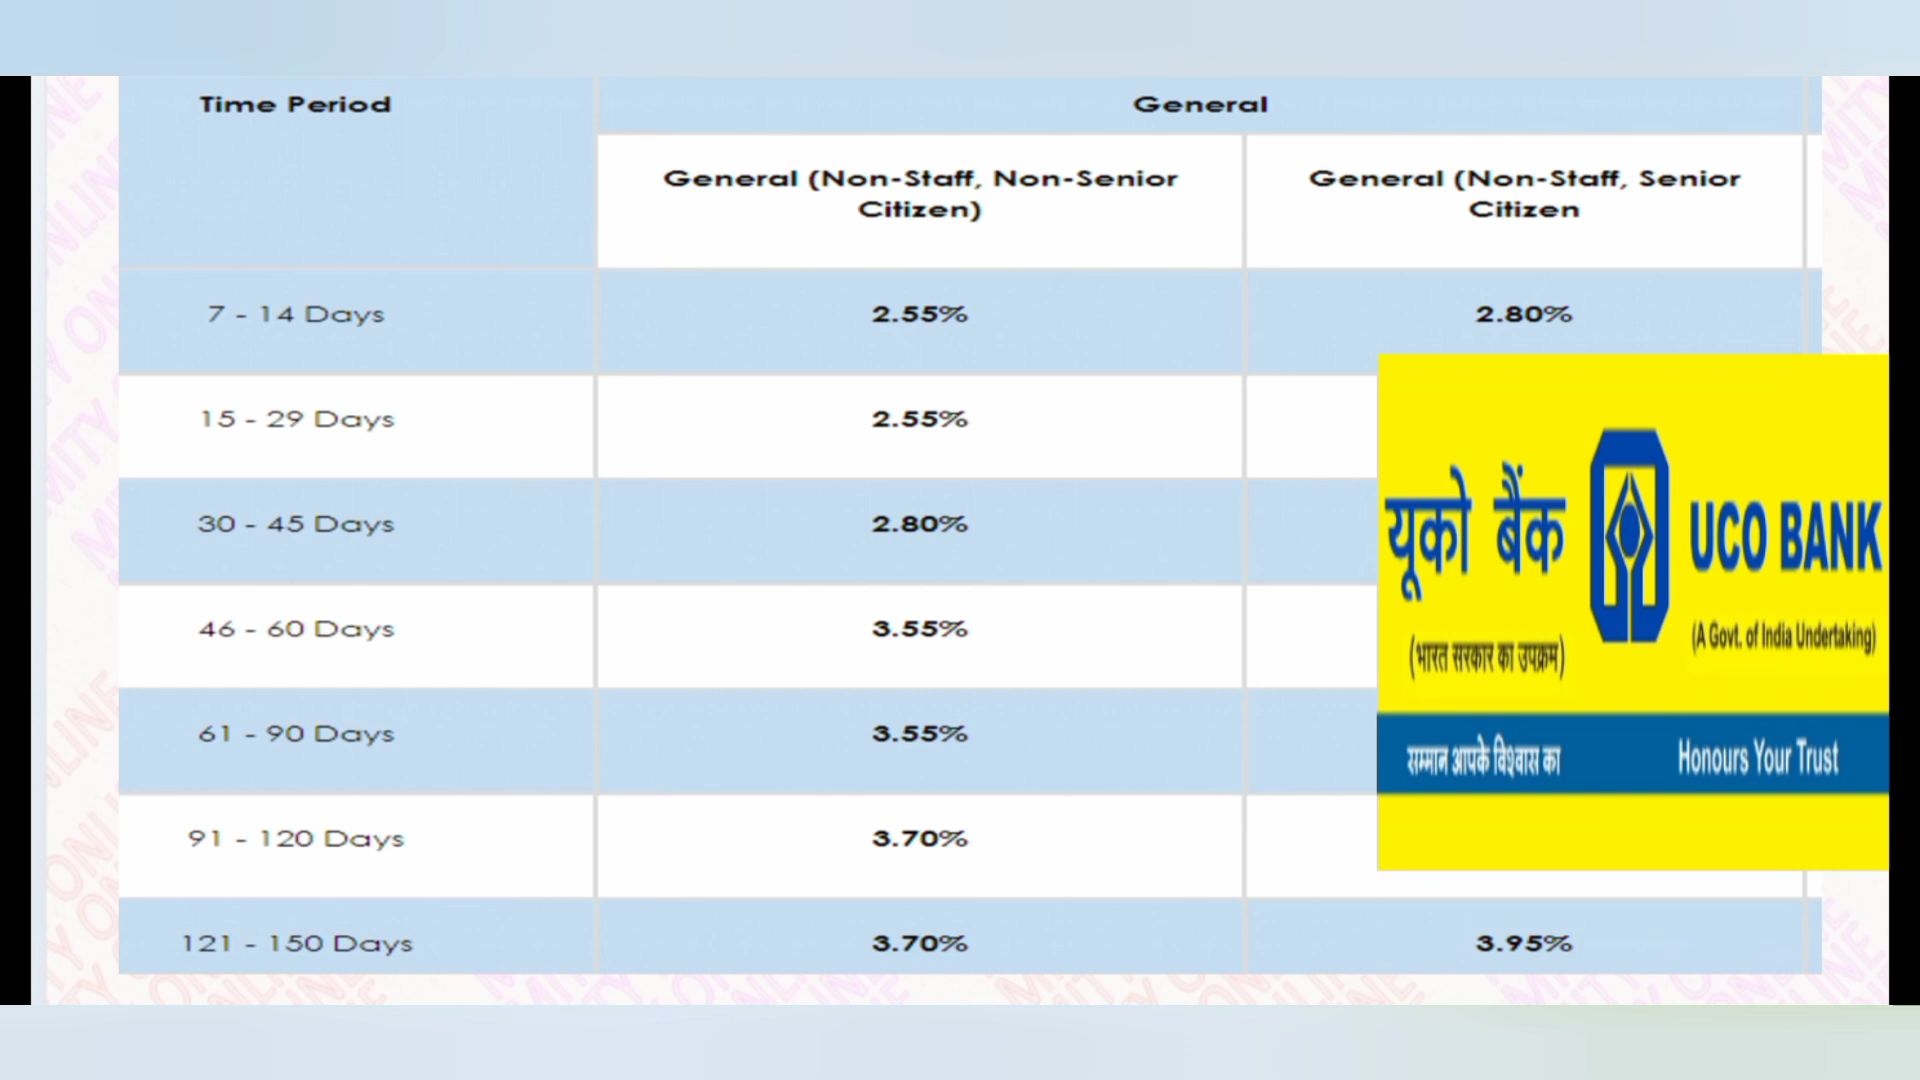 Time Period
General
General (Non-Staff, Non-Senior
Citizen)
General (Non-Staff, Senior
Citizen
7 - 14 Days
2.55%
2.80%
15 - 29 Days
2.55%
30 - 45 Days
2.80%
46 - 60 Days
3.55%
61 - 90 Days
3.55%
91 - 120 Days
3.70%
121 - 150 Days
3.70%
3.95%
यूको बैंक
UCO BANK
(भारत सरकार का उपक्रम)
(A Govt. of India Undertaking)
सम्मान आपके विश्वास का
Honours Your Trust